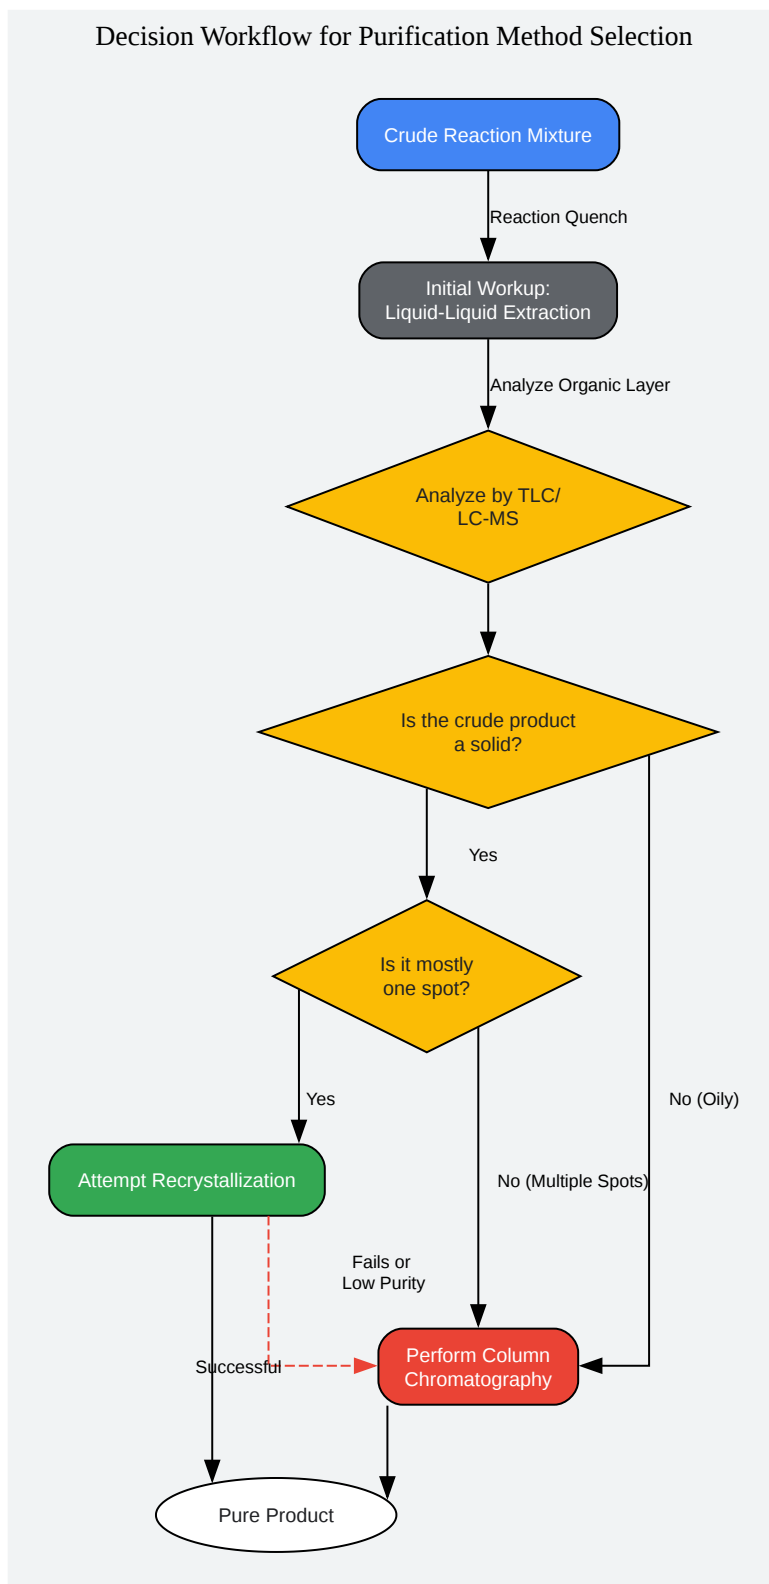 Decision Workflow for Purification Method Selection
Crude Reaction Mixture
Reaction Quench
Initial Workup:
Liquid-Liquid Extraction
Analyze Organic Layer
Analyze by TLC/
LC-MS
Is the crude product
a solid?
Yes
Is it mostly
one spot?
Yes
No (Oily)
Attempt Recrystallization
No (Multiple Spots)
Fails or
Low Purity
Successful
Perform Column
Chromatography
Pure Product